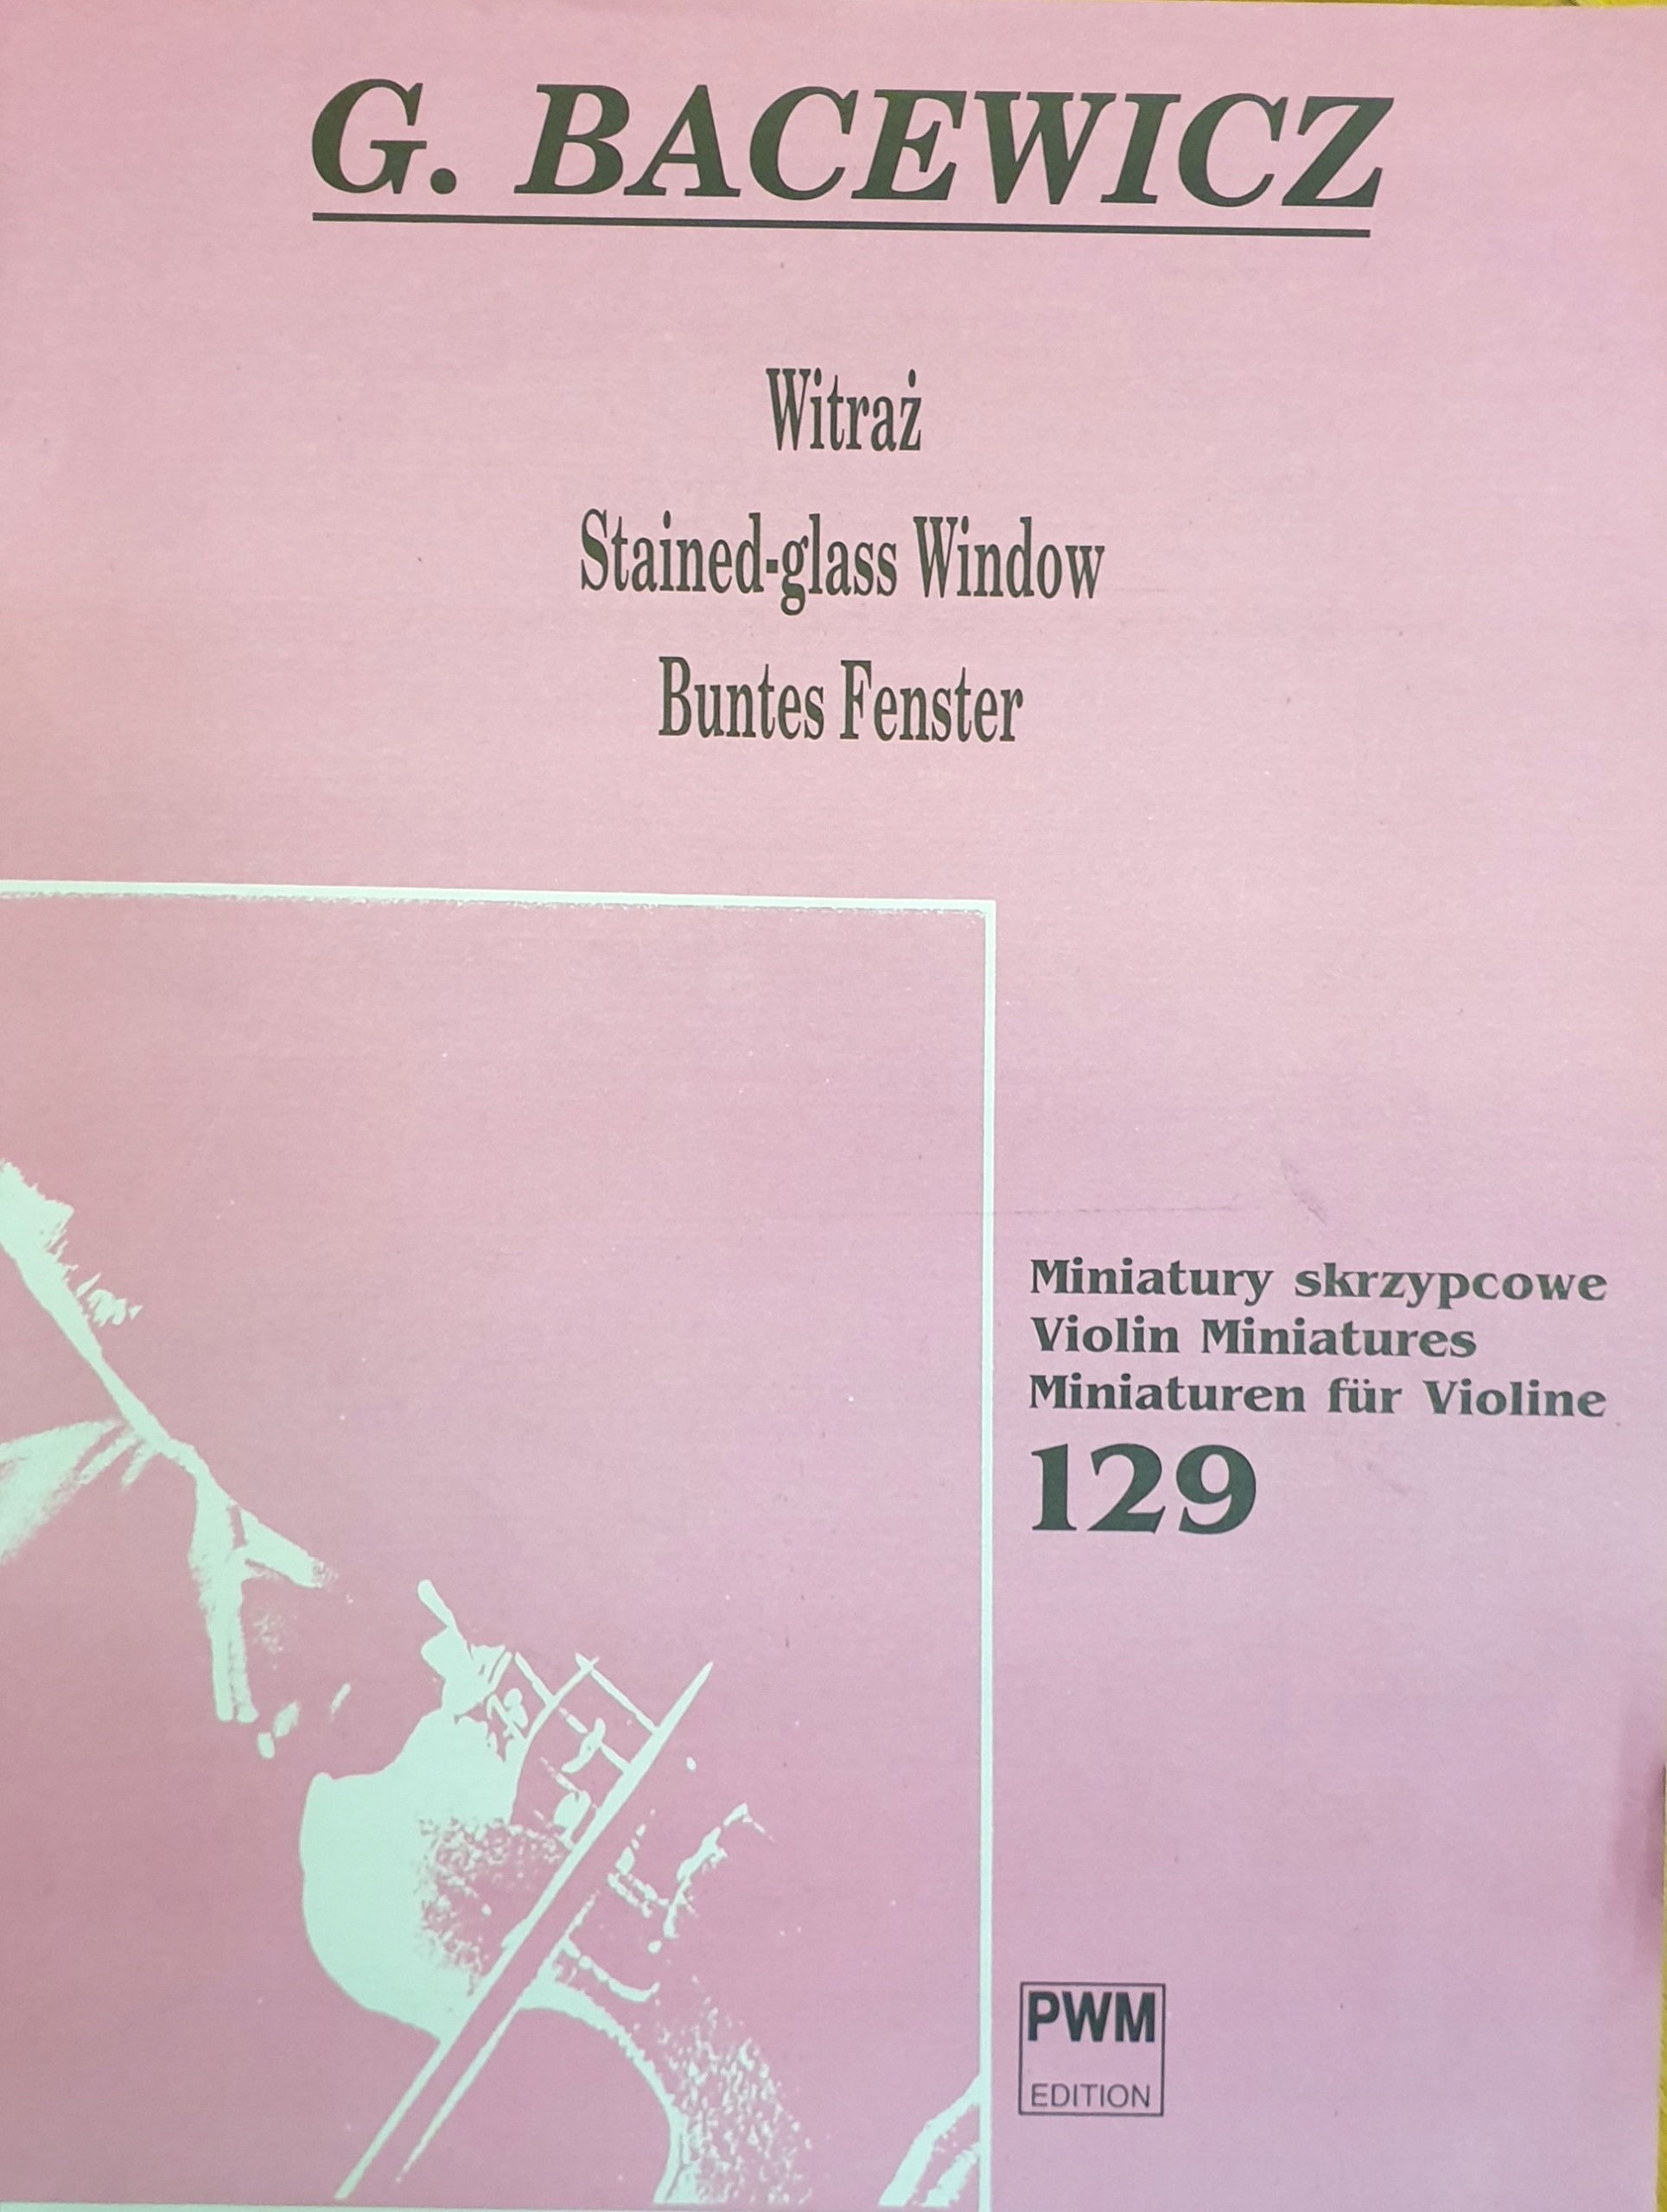 G. BACEWICZ
Witraż
Stained-glass Window
Buntes Fenster
Miniatury skrzypcowe
Violin Miniatures
Miniaturen für Violine
129
PWM
EDITION